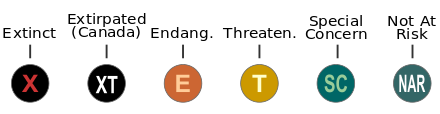 Extinct
Extirpated
(Canada)
Endang.
Threaten.
Special
Concern
Not At
Risk
X
XT
E
T
SC
NAR